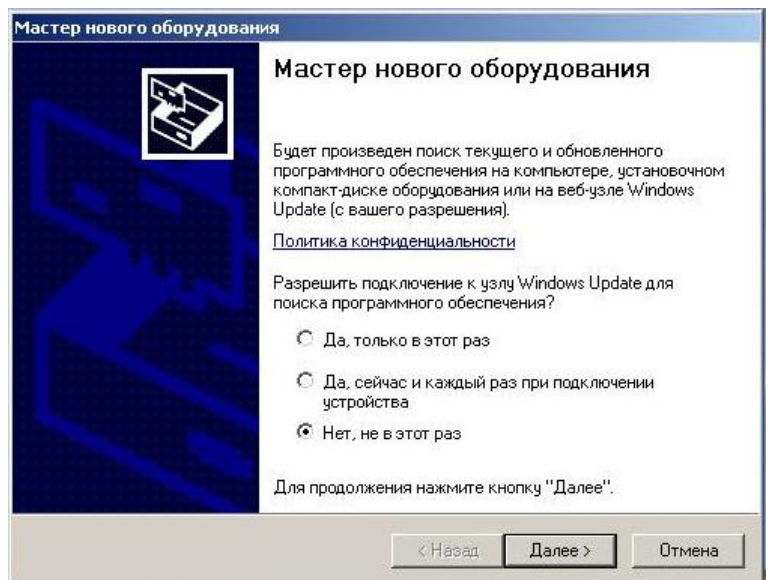 Мастер нового оборудования
Мастер нового оборудования
Будет произведен поиск текущего и обновленного
программного обеспечения на компьютере, установочном
компакт-диске оборудования или на веб-узле Windows
Update (с вашего разрешения).
Политика конфиденциальности
Разрешить подключение к узлу Windows Update для
поиска программного обеспечения?
Да, только в этот раз
Да, сейчас и каждый раз при подключении
устройства
Нет, не в этот раз
Для продолжения нажмите кнопку "Далее".
< Назад Далее > Отмена